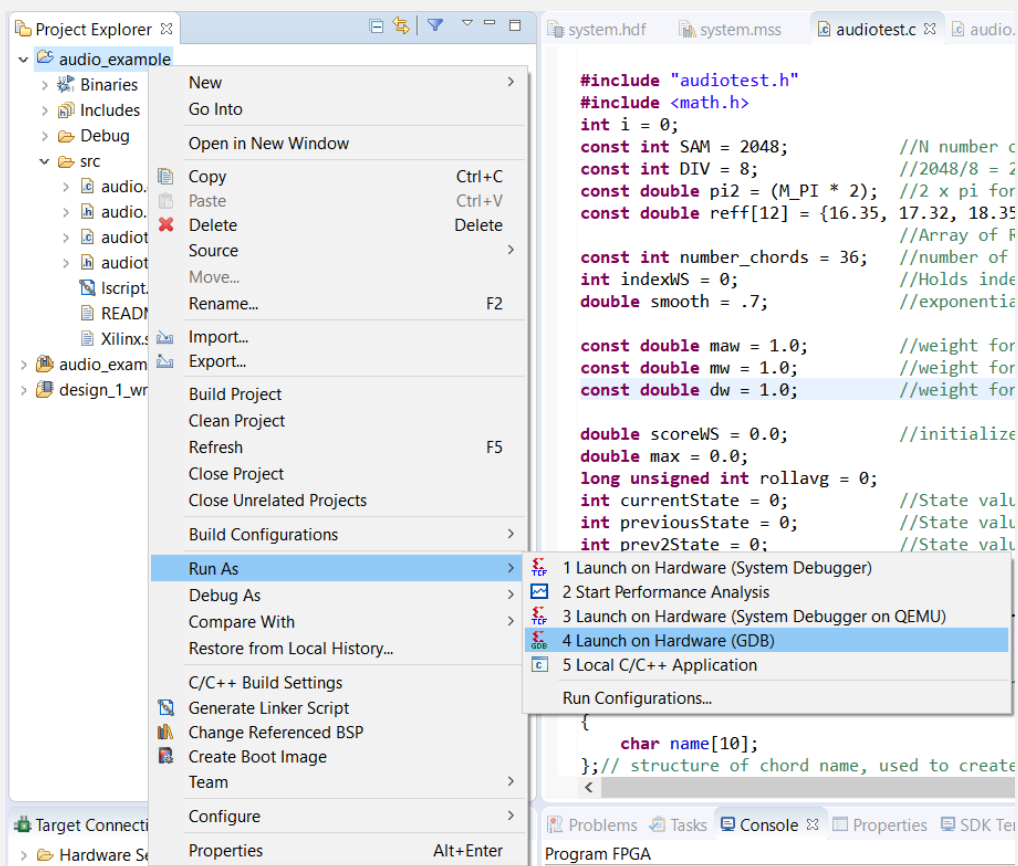 Project Explorer
audio_example
Binaries
Includes
Debug
src
audio.
audio.
audiot
audiot
lscript.
READM
Xilinx.s
audio_exam
design_1_wr
Target Connecti
Hardware Se
New
Go Into
Open in New Window
Copy Ctrl+C
Paste Ctrl+V
Delete Delete
Source
Move...
Rename... F2
Import...
Export...
Build Project
Clean Project
Refresh F5
Close Project
Close Unrelated Projects
Build Configurations
Run As
Debug As
Compare With
Restore from Local History...
C/C++ Build Settings
Generate Linker Script
Change Referenced BSP
Create Boot Image
Team
Configure
Properties Alt+Enter
TCF 1 Launch on Hardware (System Debugger)
2 Start Performance Analysis
TCF 3 Launch on Hardware (System Debugger on QEMU)
GDB 4 Launch on Hardware (GDB)
5 Local C/C++ Application
Run Configurations...
system.hdf system.mss audiotest.c audio.
#include "audiotest.h"
#include <math.h>
int i = 0;
const int SAM = 2048; //N number o
const int DIV = 8; //2048/8 = 2
const double pi2 = (M_PI * 2); //2 x pi for
const double reff[12] = {16.35, 17.32, 18.35
//Array of R
const int number_chords = 36; //number of
int indexWS = 0; //Holds inde
double smooth = .7; //exponentia
const double maw = 1.0; //weight for
const double mw = 1.0; //weight for
const double dw = 1.0; //weight for
double scoreWS = 0.0; //initialize
double max = 0.0;
long unsigned int rollavg = 0;
int currentState = 0; //State valu
int previousState = 0; //State valu
int prev2State = 0; //State valu
{
char name[10];
};// structure of chord name, used to create
Problems Tasks Console Properties SDK Ter
Program FPGA